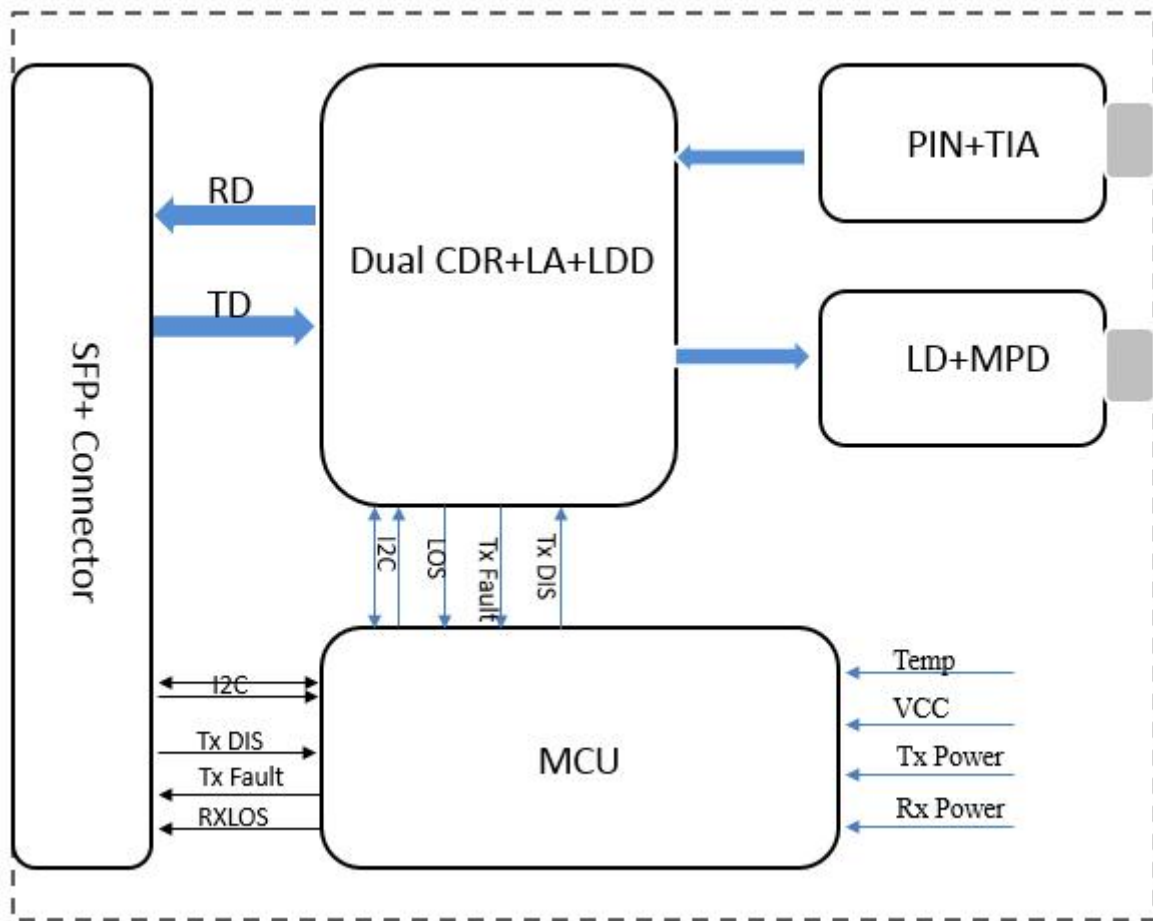 PIN+TIA
RD
Dual CDR+LA+LDD
TD
LD+MPD
SFP+ Connector
I2C
LOS
Tx Fault
Tx DIS
Temp
I2C
VCC
Tx DIS
MCU
Tx Power
Tx Fault
Rx Power
RXLOS